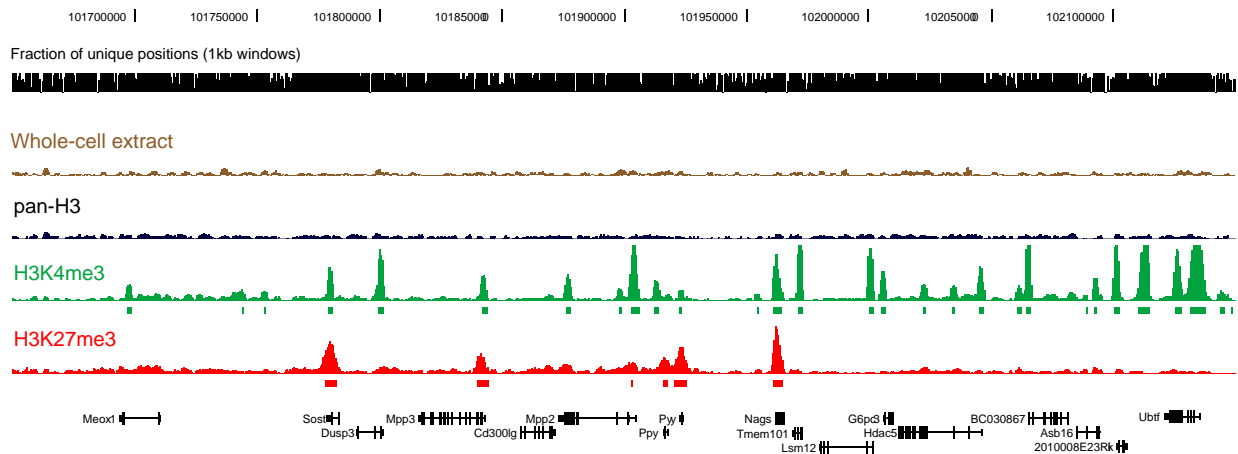 101700000 101750000 101800000 101850000 101900000 101950000 102000000 102050000 102100000
Fraction of unique positions (1kb windows)
Whole-cell extract
pan-H3
H3K4me3
H3K27me3
Meox1 Sost Mpp3 Mpp2 Pyy Nags G6pc3 BC030867 Ubtf
Dusp3 Cd300lg Ppy Tmem101 Hdac5 Asb16
Lsm12 2010008E23Rik